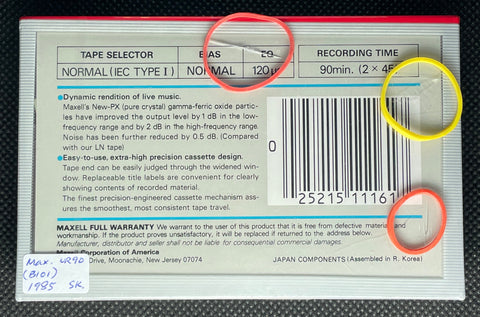 TAPE SELECTOR BIAS EQ RECORDING TIME
NORMAL (IEC TYPE I) NORMAL 120 90min. (2 × 45
Dynamic rendition of live music.
Maxell's New-PX (pure crystal) gamma-ferric oxide partic-
les have improved the output level by 1 dB in the low-
frequency range and by 2 dB in the high-frequency range.
Noise has been further reduced by 0.5 dB. (Compared
with our LN tape)
Easy-to-use, extra-high precision cassette design.
Tape end can be easily judged through the widened win-
dow. Replaceable title labels are convenient for clearly
showing contents of recorded material.
The finest precision-engineered cassette mechanism as-
sures the smoothest, most consistent tape travel.
0 25215 11161
MAXELL FULL WARRANTY We warrant to the user of this product that it is free from defective material and
workmanship. If the product proves unsatisfactory, it will be replaced if returned to the address below.
Manufacturer, distributor and seller shall not be liable for consequential commercial damages.
Maxell Corporation of America
Drive, Moonachie, New Jersey 07074 JAPAN COMPONENTS (Assembled in R. Korea)
Max. UR90
(B101)
1985 SK.